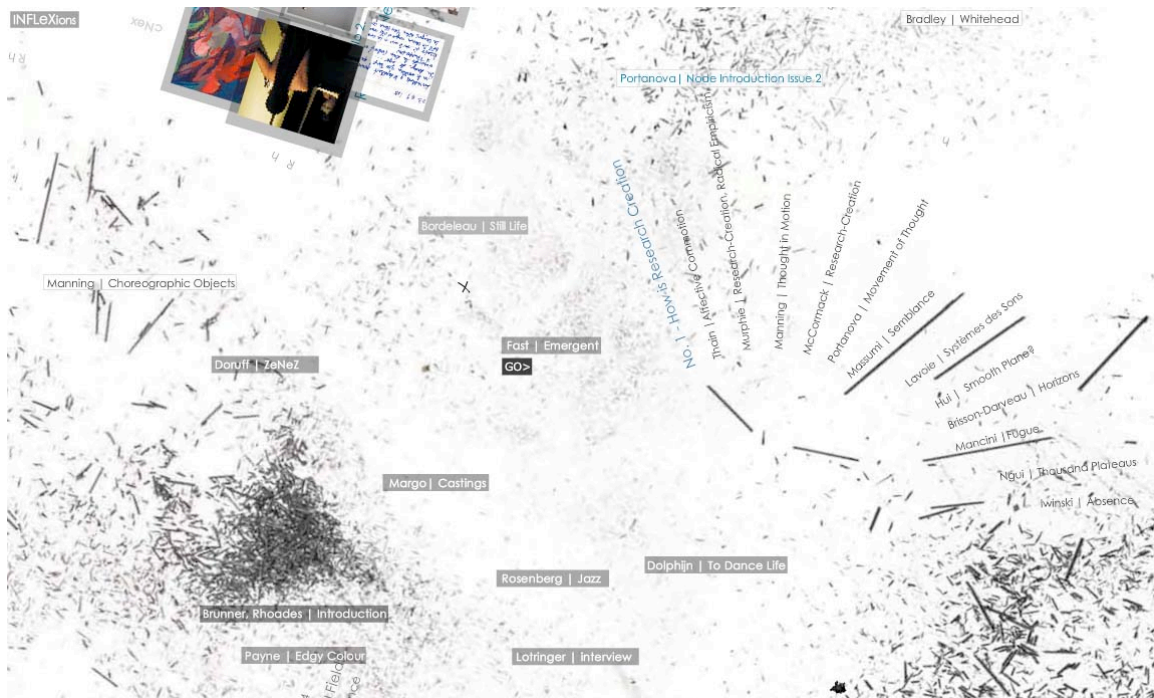 INFLeXions
cNex
R h
Bradley | Whitehead
Portanova | Node Introduction Issue 2
h
R h
Bordeleau | Still Life
No. 1 - How is Research Creation
Thain | Affective Commotion
Murphie | Research-Creation, Radical Empiricism
Manning | Thought in Motion
McCormack | Research-Creation
Portanova | Movement of Thought
Massumi | Semblance
Lavoie | Systèmes des Sons
Hui | Smooth Plane?
Brisson-Darveau | Horizons
Mancini | Fugue
Ngui | Thousand Plateaus
Iwinski | Absence
Manning | Choreographic Objects
Doruff | ZeNeZ
Fast | Emergent
GO>
Margo | Castings
Rosenberg | Jazz
Dolphijn | To Dance Life
Brunner, Rhoades | Introduction
Payne | Edgy Colour
Lotringer | interview
Field